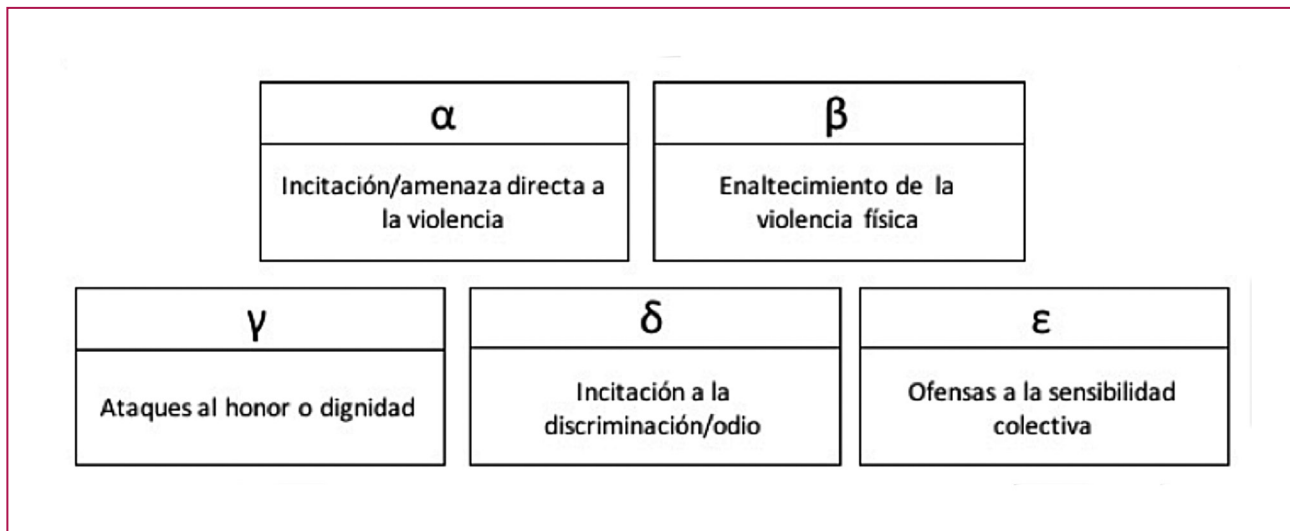 α
β
Incitación/amenaza directa a
la violencia
Enaltecimiento de la
violencia física
γ
δ
ε
Ataques al honor o dignidad
Incitación a la
discriminación/odio
Ofensas a la sensibilidad
colectiva